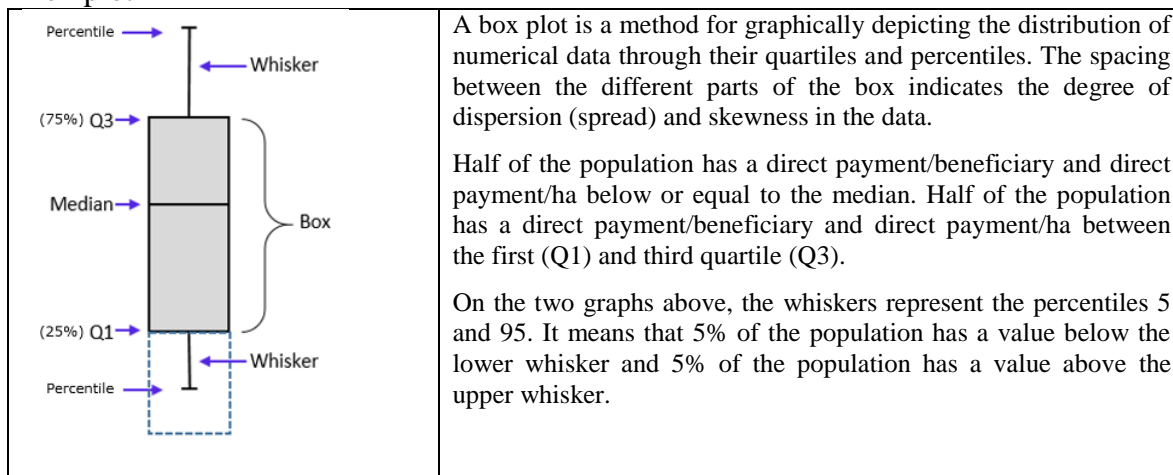 Percentile
Whisker
(75%) Q3
Median
Box
(25%) Q1
Whisker
Percentile
A box plot is a method for graphically depicting the distribution of
numerical data through their quartiles and percentiles. The spacing
between the different parts of the box indicates the degree of
dispersion (spread) and skewness in the data.
Half of the population has a direct payment/beneficiary and direct
payment/ha below or equal to the median. Half of the population
has a direct payment/beneficiary and direct payment/ha between
the first (Q1) and third quartile (Q3).
On the two graphs above, the whiskers represent the percentiles 5
and 95. It means that 5% of the population has a value below the
lower whisker and 5% of the population has a value above the
upper whisker.